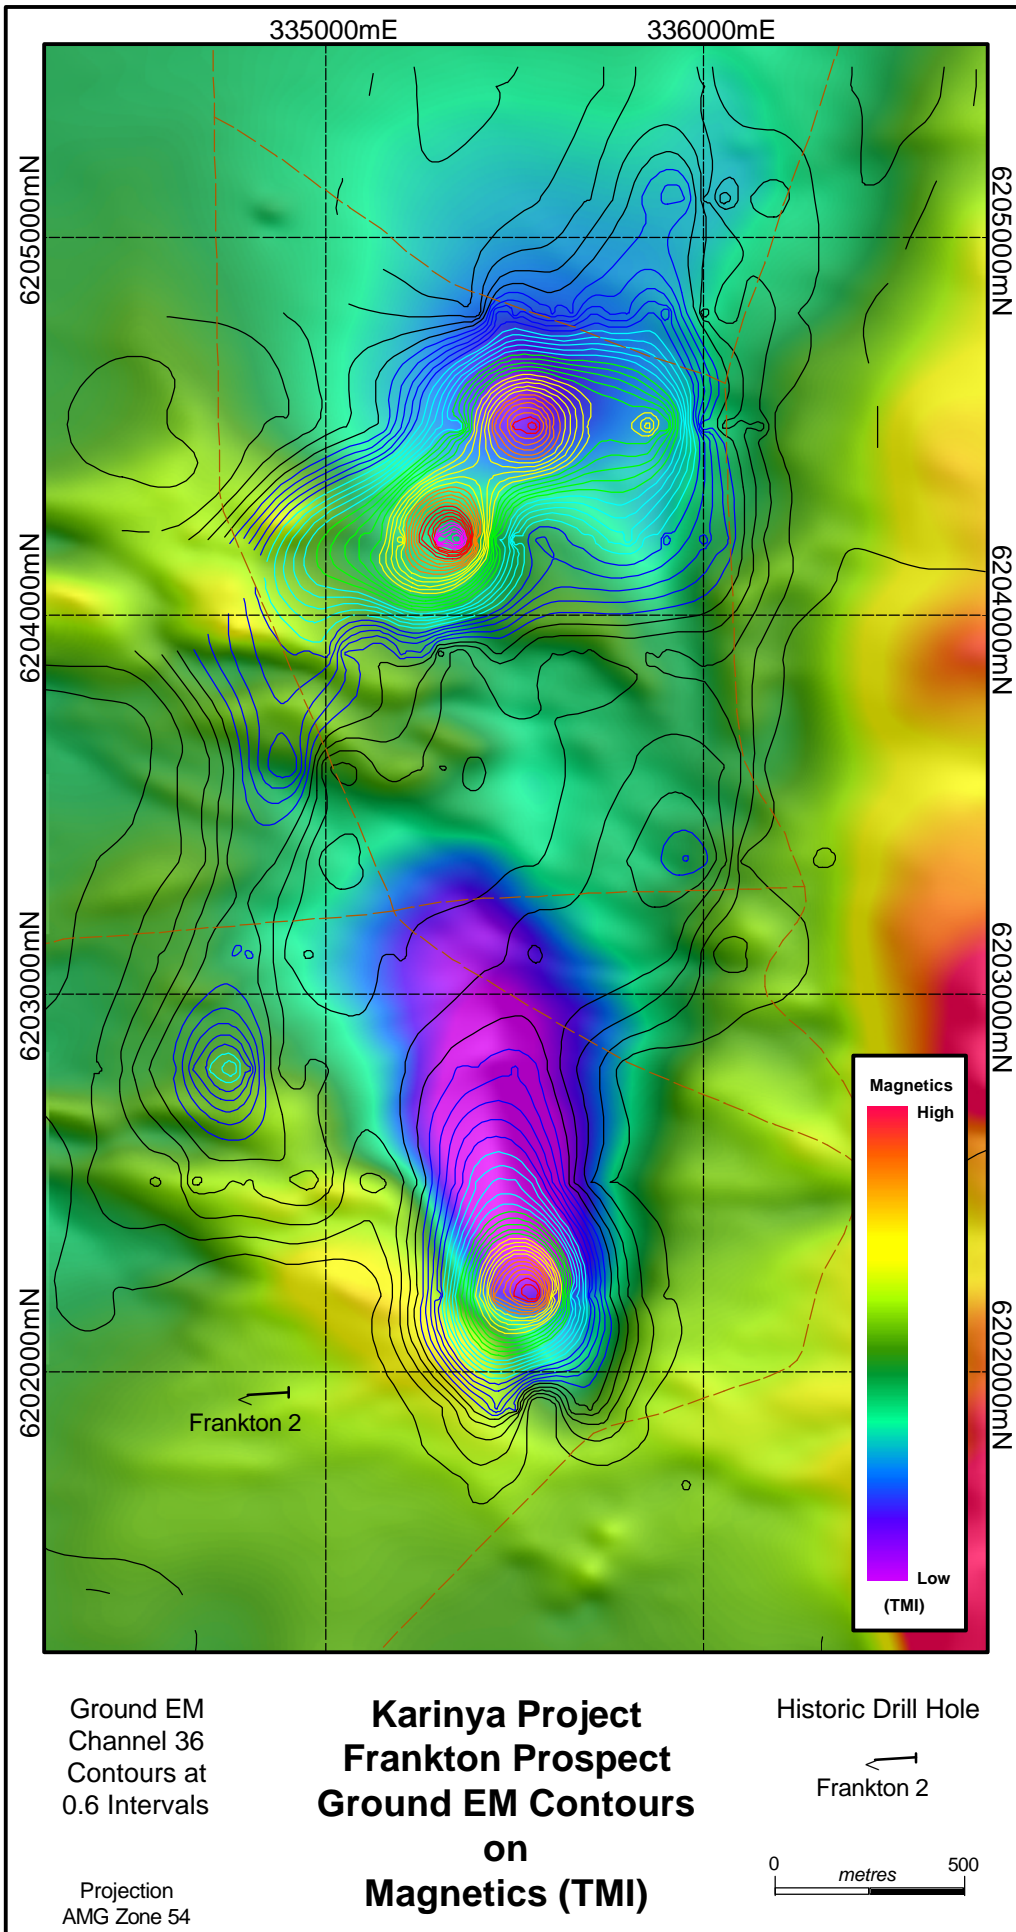 335000mE
336000mE
6205000mN
6205000mN
6204000mN
6204000mN
6203000mN
6203000mN
Magnetics
High
Low
(TMI)
6202000mN
6202000mN
Frankton 2
Ground EM
Channel 36
Contours at
0.6 Intervals
Projection
AMG Zone 54
Karinya Project
Frankton Prospect
Ground EM Contours
on
Magnetics (TMI)
Historic Drill Hole
Frankton 2
0
metres
500